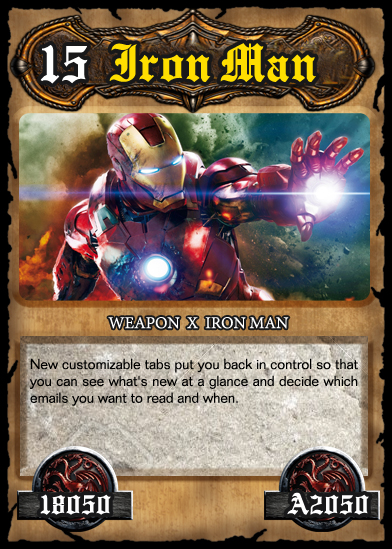 15 Iron Man
WEAPON X IRON MAN
New customizable tabs put you back in control so that
you can see what's new at a glance and decide which
emails you want to read and when.
18050 A2050